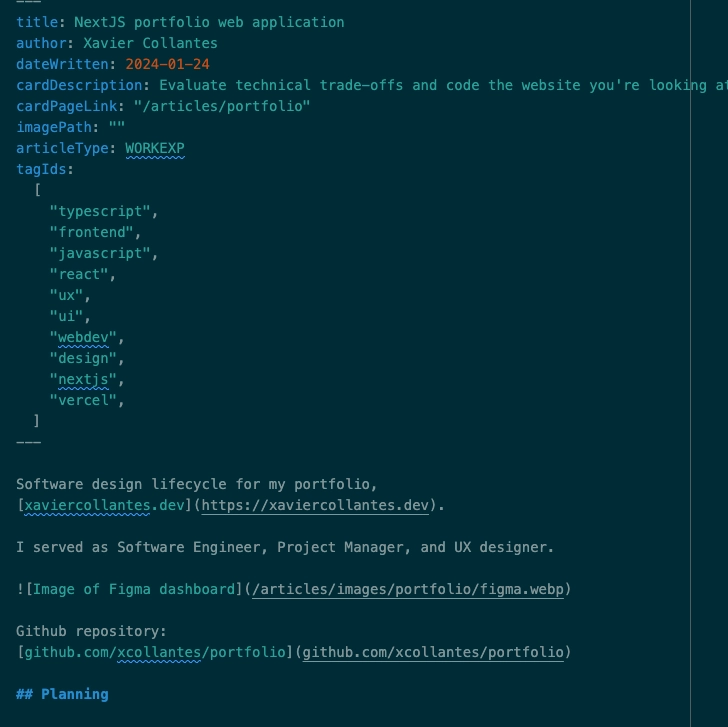 ---
title: NextJS portfolio web application
author: Xavier Collantes
dateWritten: 2024-01-24
cardDescription: Evaluate technical trade-offs and code the website you're looking at
cardPageLink: "/articles/portfolio"
imagePath: ""
articleType: WORKEXP
tagIds:
  [
    "typescript",
    "frontend",
    "javascript",
    "react",
    "ux",
    "ui",
    "webdev",
    "design",
    "nextjs",
    "vercel",
  ]
---

Software design lifecycle for my portfolio,
[xaviercollantes.dev](https://xaviercollantes.dev).

I served as Software Engineer, Project Manager, and UX designer.

![Image of Figma dashboard](/articles/images/portfolio/figma.webp)

Github repository:
[github.com/xcollantes/portfolio](github.com/xcollantes/portfolio)

## Planning